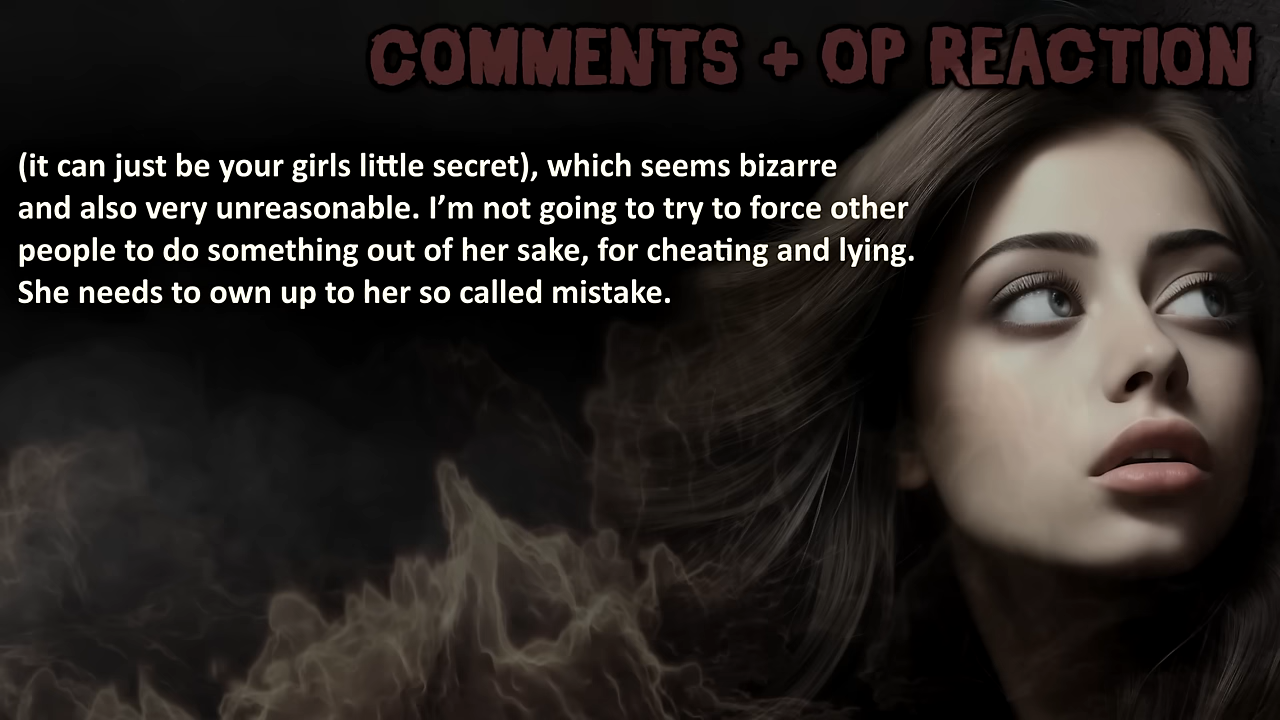 COMMENTS + OP REACTION
(it can just be your girls little secret), which seems bizarre
and also very unreasonable. I’m not going to try to force other
people to do something out of her sake, for cheating and lying.
She needs to own up to her so called mistake.